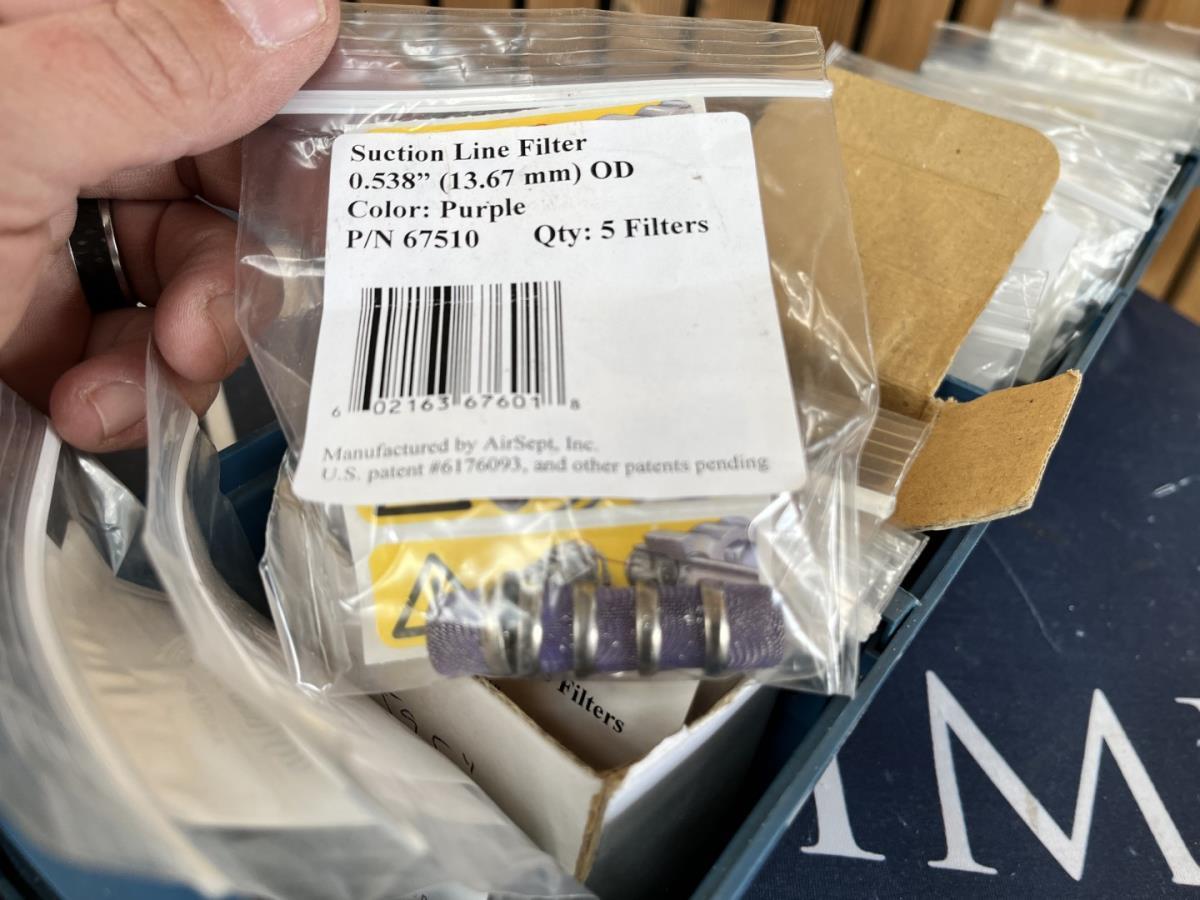 Suction Line Filter
0.538” (13.67 mm) OD
Color: Purple
P/N 67510 Qty: 5 Filters
6 02163 67601 8
Manufactured by AirSept, Inc.
U.S. patent #6176093, and other patents pending
Filters
IM